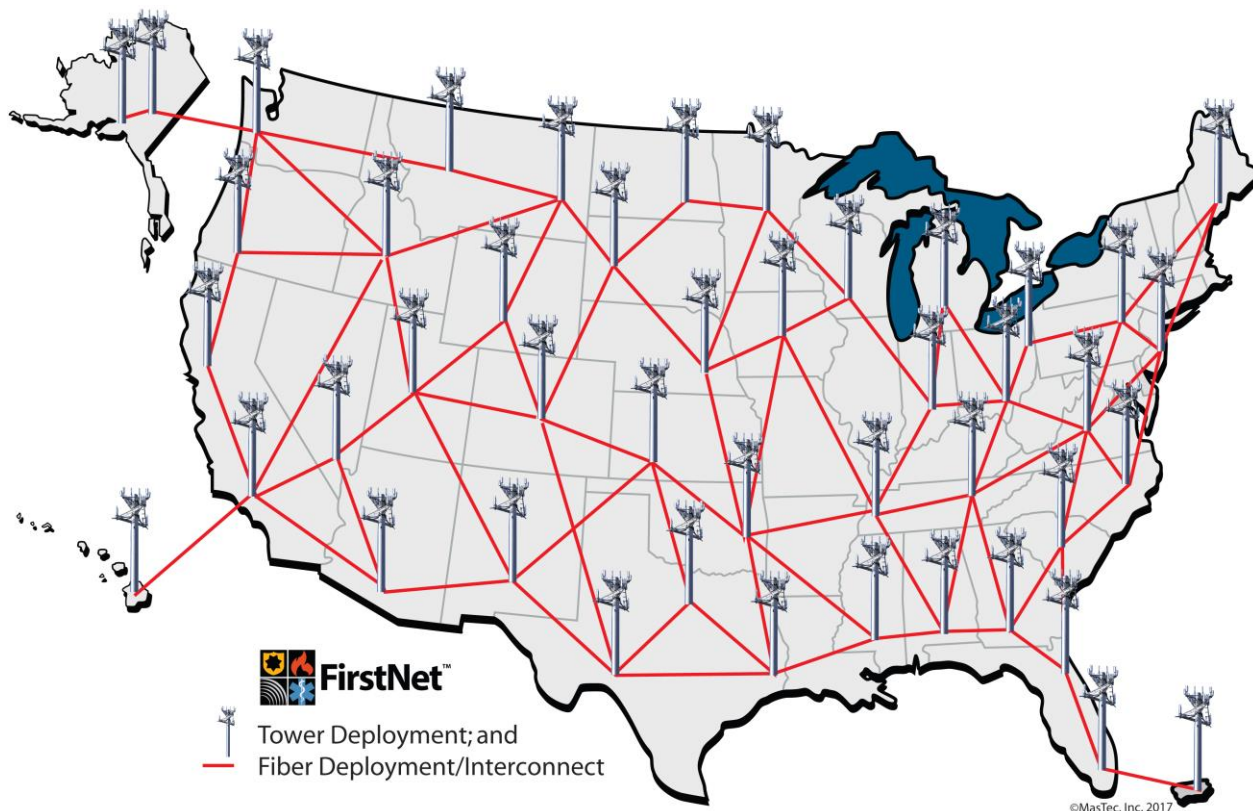 FirstNet™
Tower Deployment; and
Fiber Deployment/Interconnect
©MasTec, Inc. 2017